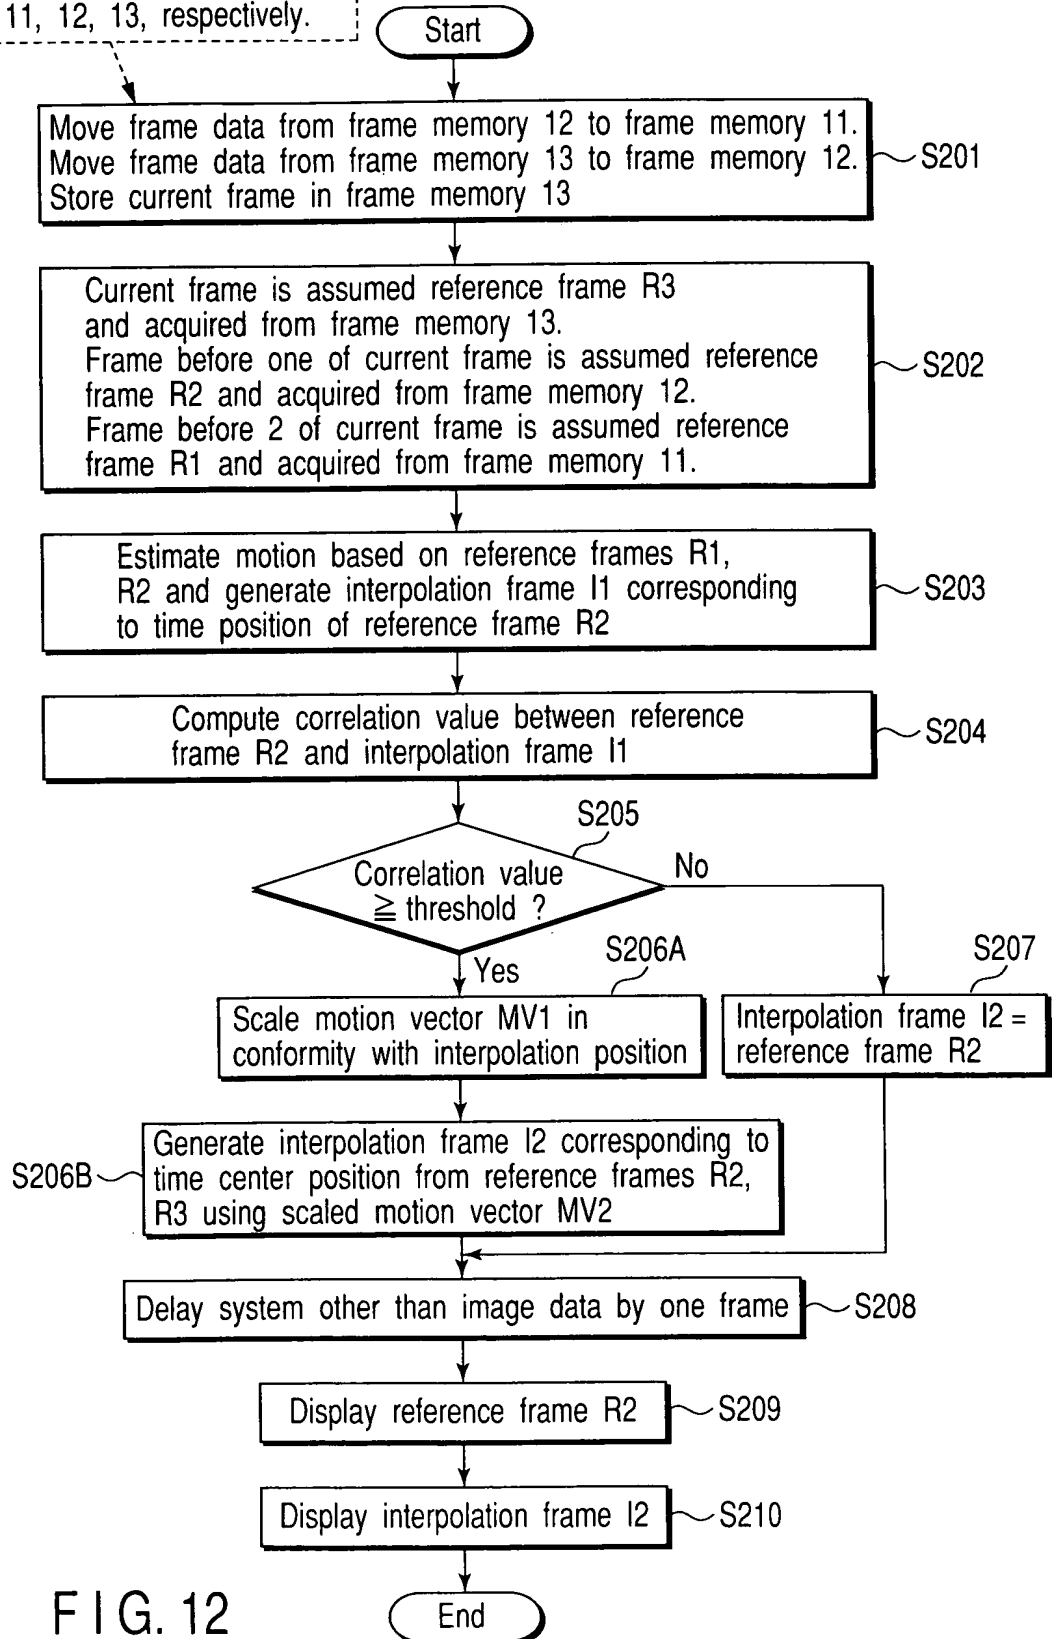 11, 12, 13, respectively.
Start
Move frame data from frame memory 12 to frame memory 11.
Move frame data from frame memory 13 to frame memory 12.
Store current frame in frame memory 13
S201
Current frame is assumed reference frame R3
and acquired from frame memory 13.
Frame before one of current frame is assumed reference
frame R2 and acquired from frame memory 12.
Frame before 2 of current frame is assumed reference
frame R1 and acquired from frame memory 11.
S202
Estimate motion based on reference frames R1,
R2 and generate interpolation frame I1 corresponding
to time position of reference frame R2
S203
Compute correlation value between reference
frame R2 and interpolation frame I1
S204
S205
Correlation value
≧ threshold ?
No
Yes
S206A
Scale motion vector MV1 in
conformity with interpolation position
S207
Interpolation frame I2 =
reference frame R2
S206B
Generate interpolation frame I2 corresponding to
time center position from reference frames R2,
R3 using scaled motion vector MV2
Delay system other than image data by one frame
S208
Display reference frame R2
S209
Display interpolation frame I2
S210
End
FIG. 12